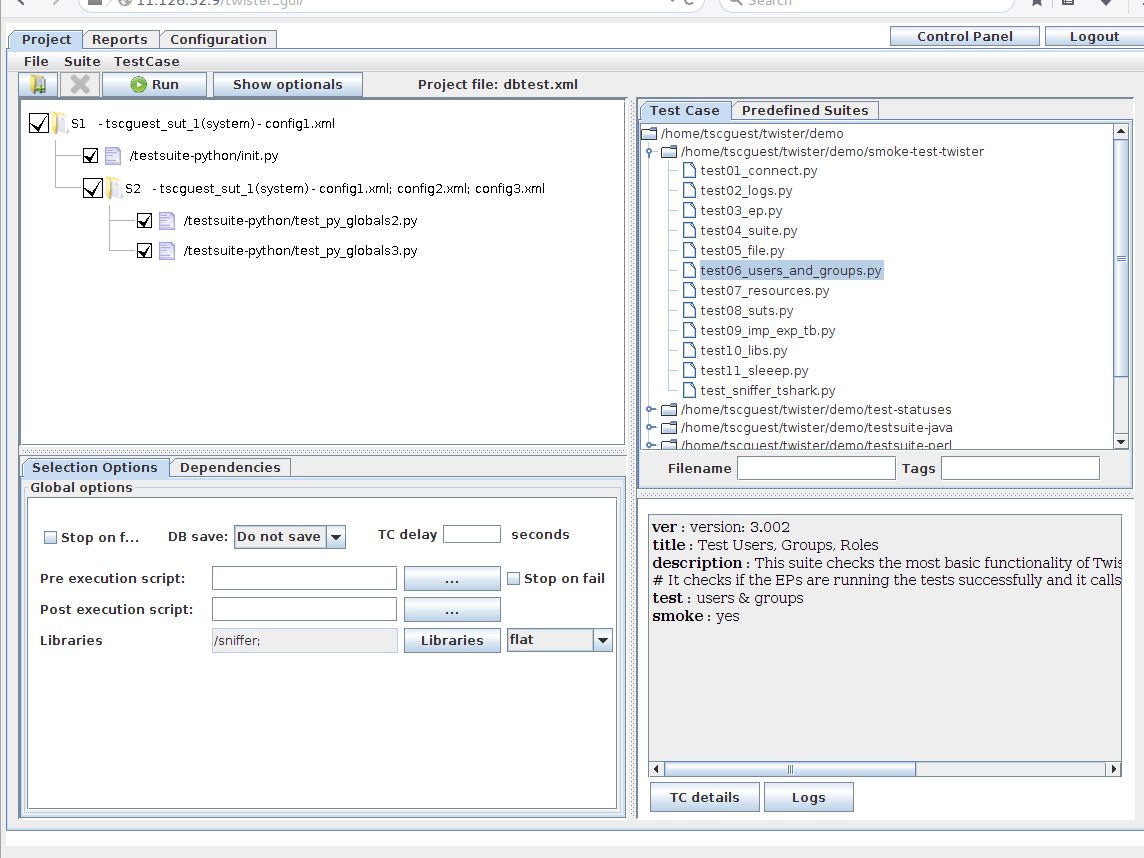 11.126.32.9/twister_gui/
Search
Project Reports Configuration
Control Panel Logout
File Suite TestCase
Run Show optionals Project file: dbtest.xml
S1 - tscguest_sut_1(system) - config1.xml
/testsuite-python/init.py
S2 - tscguest_sut_1(system) - config1.xml; config2.xml; config3.xml
/testsuite-python/test_py_globals2.py
/testsuite-python/test_py_globals3.py
Test Case Predefined Suites
/home/tscguest/twister/demo
/home/tscguest/twister/demo/smoke-test-twister
test01_connect.py
test02_logs.py
test03_ep.py
test04_suite.py
test05_file.py
test06_users_and_groups.py
test07_resources.py
test08_suts.py
test09_imp_exp_tb.py
test10_libs.py
test11_sleeep.py
test_sniffer_tshark.py
/home/tscguest/twister/demo/test-statuses
/home/tscguest/twister/demo/testsuite-java
/home/tscguest/twister/demo/testsuite-perl
Filename Tags
Selection Options Dependencies
Global options
Stop on f... DB save: Do not save TC delay seconds
Pre execution script: ... Stop on fail
Post execution script: ...
Libraries /sniffer; Libraries flat
ver : version: 3.002
title : Test Users, Groups, Roles
description : This suite checks the most basic functionality of Twis
# It checks if the EPs are running the tests successfully and it calls
test : users & groups
smoke : yes
TC details Logs